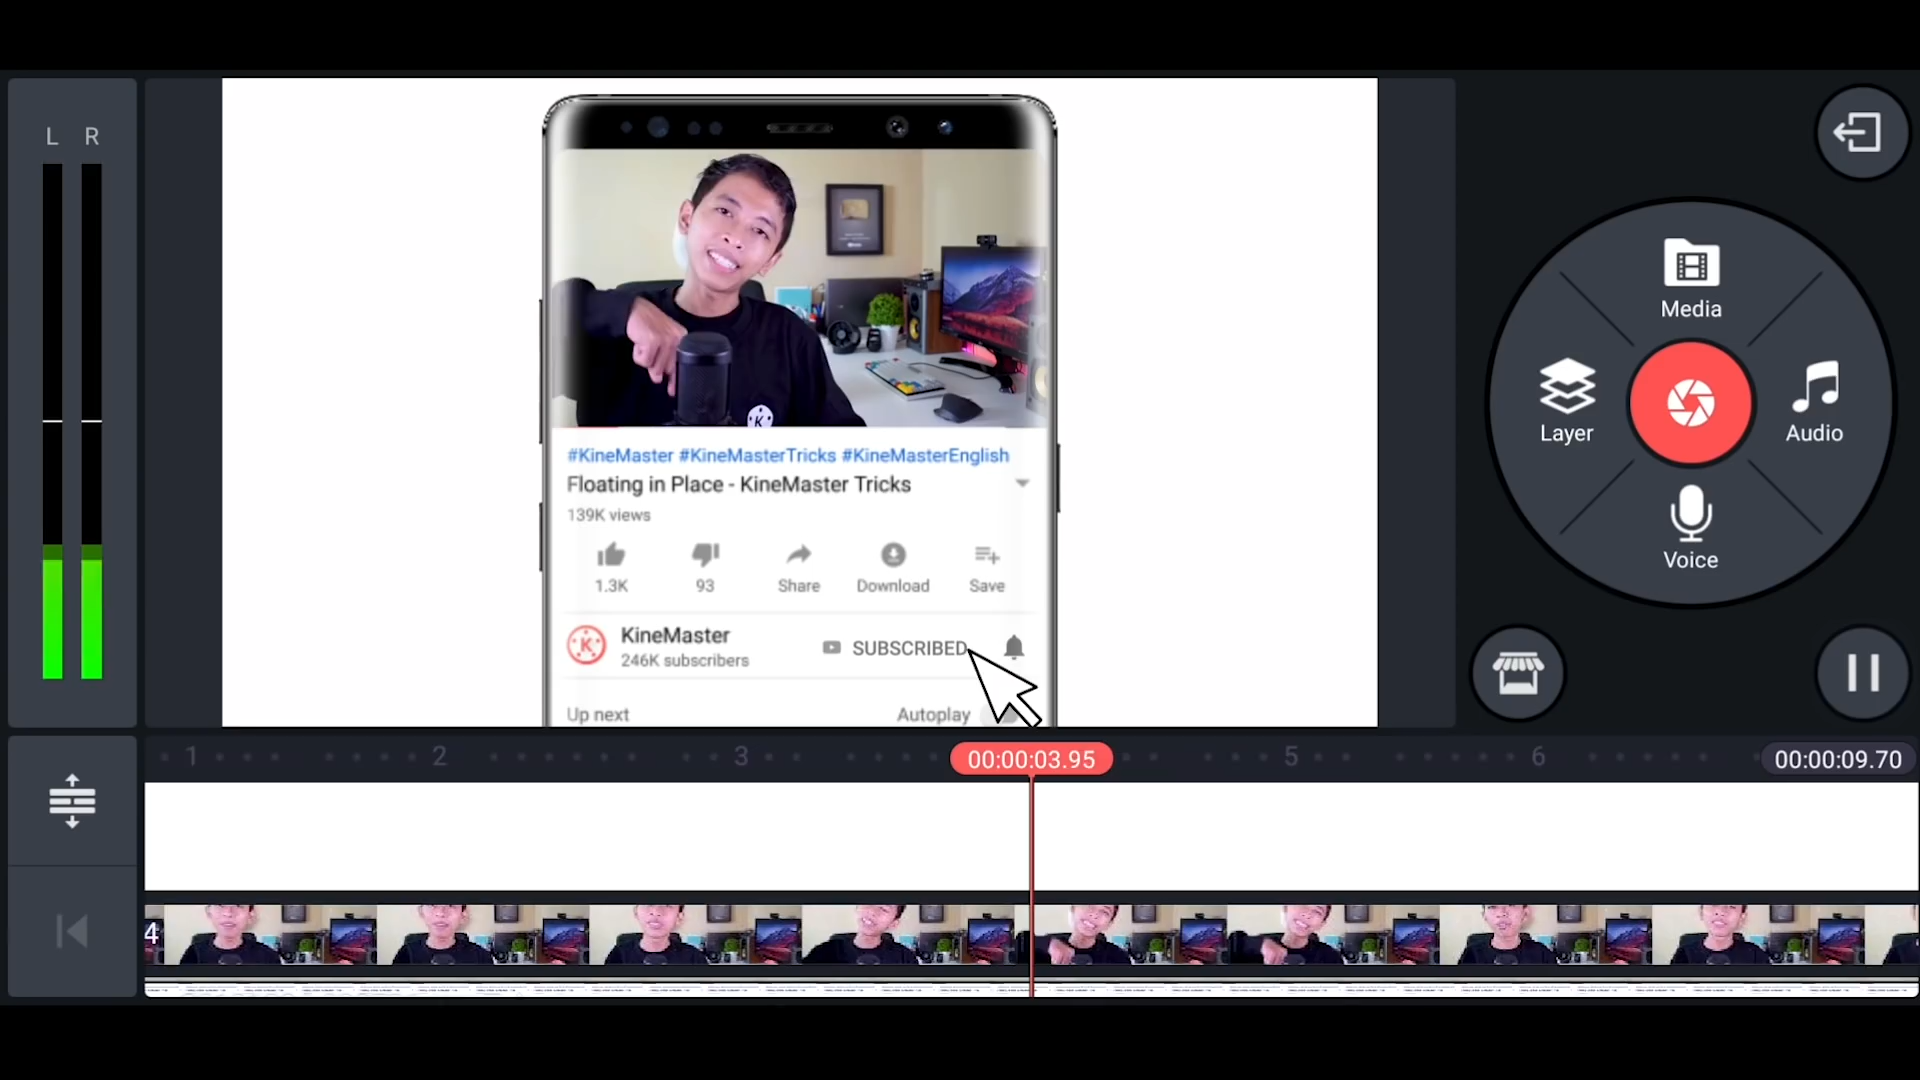 L R
Media
Layer
Audio
Voice
#KineMaster #KineMasterTricks #KineMasterEnglish
Floating in Place - KineMaster Tricks
139K views
1.3K 93 Share Download Save
K KineMaster SUBSCRIBED
246K subscribers
Up next Autoplay
1 2 3 00:00:03.95 5 6 00:00:09.70
4